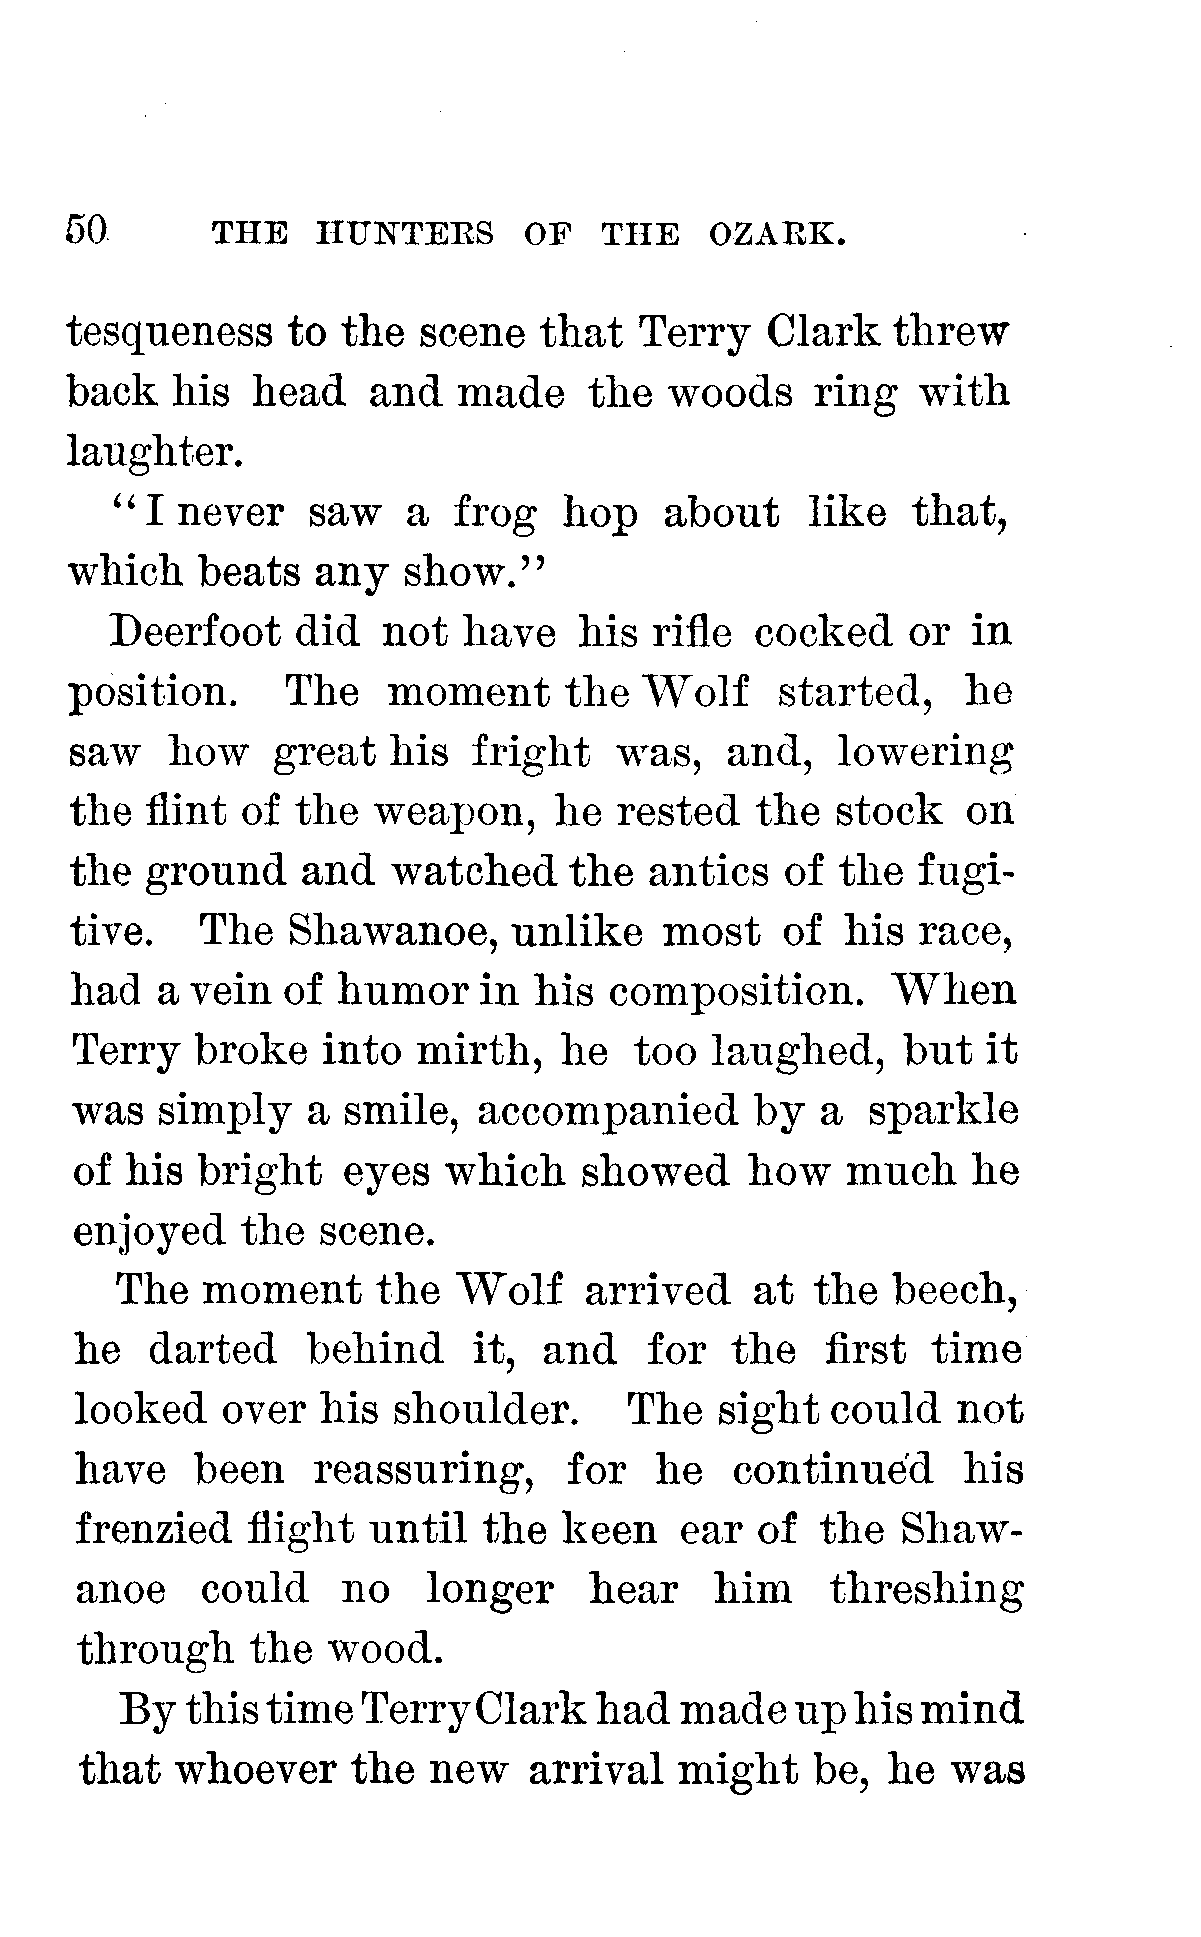 50 THE HUNTERS OF THE OZARK.
tesqueness to the scene that Terry Clark threw
back his head and made the woods ring with
laughter.
"I never saw a frog hop about like that,
which beats any show."
Deerfoot did not have his rifle cocked or in
position. The moment the Wolf started, he
saw how great his fright was, and, lowering
the flint of the weapon, he rested the stock on
the ground and watched the antics of the fugi-
tive. The Shawanoe, unlike most of his race,
had a vein of humor in his composition. When
Terry broke into mirth, he too laughed, but it
was simply a smile, accompanied by a sparkle
of his bright eyes which showed how much he
enjoyed the scene.
The moment the Wolf arrived at the beech,
he darted behind it, and for the first time
looked over his shoulder. The sight could not
have been reassuring, for he continued his
frenzied flight until the keen ear of the Shaw-
anoe could no longer hear him threshing
through the wood.
By this time Terry Clark had made up his mind
that whoever the new arrival might be, he was